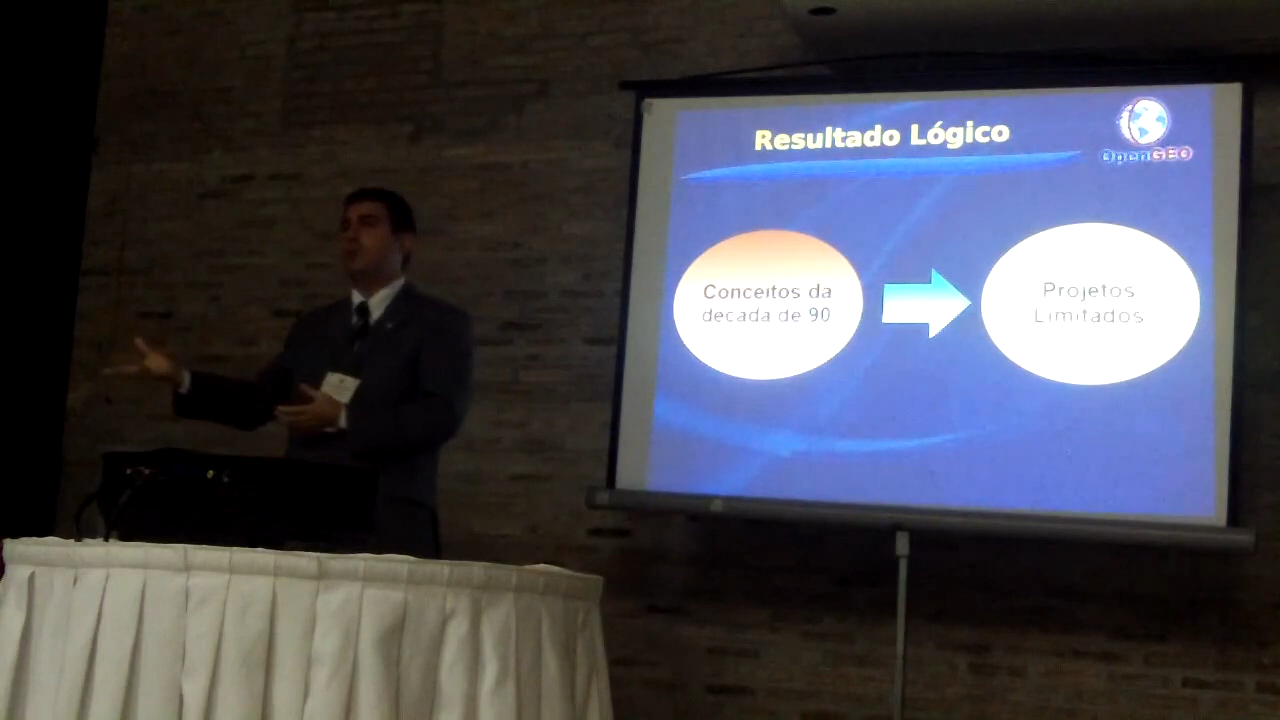 Resultado Lógico
OpenGEO
Conceitos da
decada de 90
Projetos
Limitados